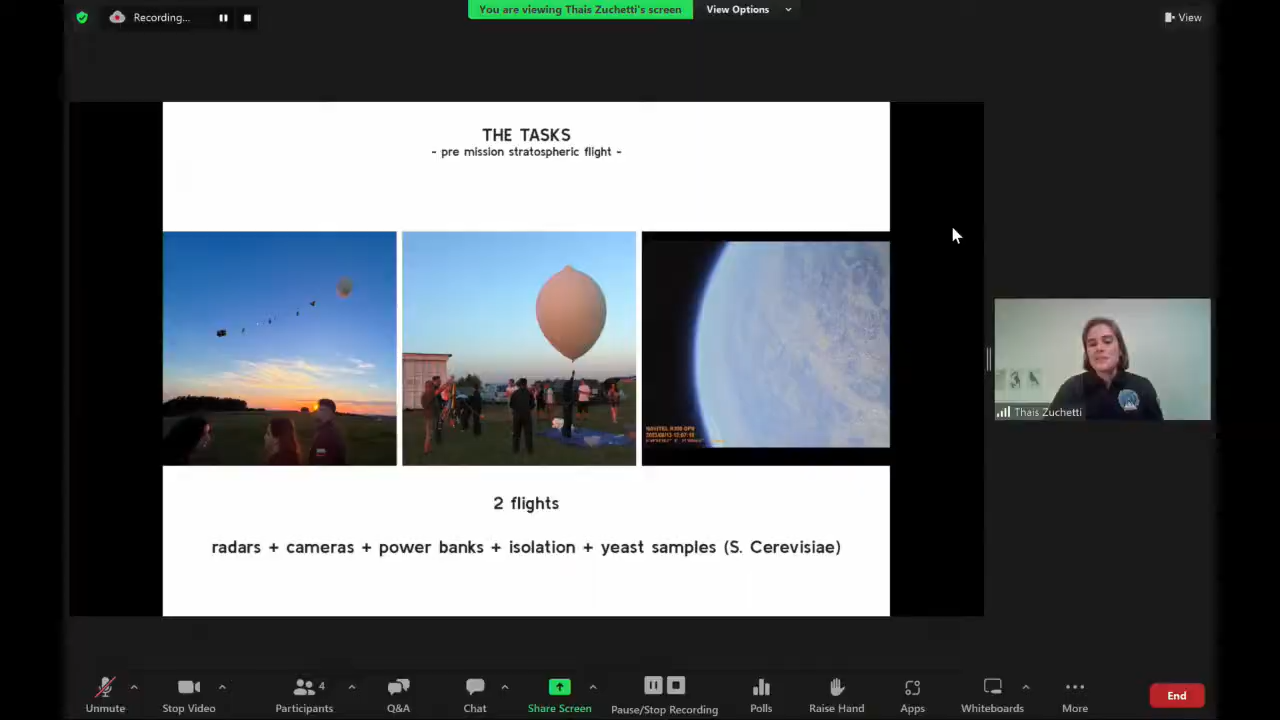 Recording...
You are viewing Thais Zuchetti's screen
View Options
View
THE TASKS
- pre mission stratospheric flight -
2 flights
radars + cameras + power banks + isolation + yeast samples (S. Cerevisiae)
Thais Zuchetti
Unmute
Stop Video
4
Participants
Q&A
Chat
Share Screen
Pause/Stop Recording
Polls
Raise Hand
Apps
Whiteboards
More
End